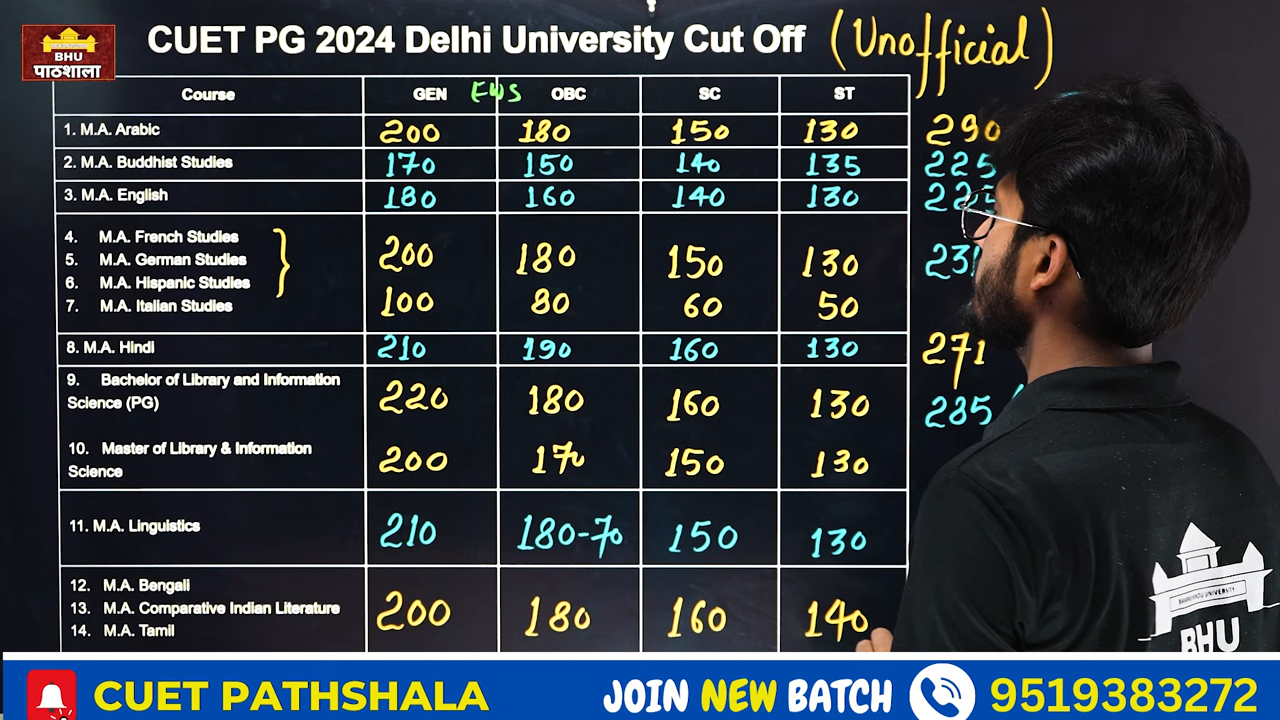 BHU
पाठशाला
CUET PG 2024 Delhi University Cut Off (Unofficial)
Course GEN EWS OBC SC ST
1. M.A. Arabic 200 180 150 130 290
2. M.A. Buddhist Studies 170 150 140 135 225
3. M.A. English 180 160 140 130
4. M.A. French Studies
5. M.A. German Studies 200 180 150 130
6. M.A. Hispanic Studies
7. M.A. Italian Studies 100 80 60 50
8. M.A. Hindi 210 190 160 130 271
9. Bachelor of Library and Information
Science (PG) 220 180 160 130 285
10. Master of Library & Information
Science 200 170 150 130
11. M.A. Linguistics 210 180-70 150 130
12. M.A. Bengali
13. M.A. Comparative Indian Literature 200 180 160 140
14. M.A. Tamil
BANARAS HINDU UNIVERSITY
BHU
CUET PATHSHALA JOIN NEW BATCH 9519383272